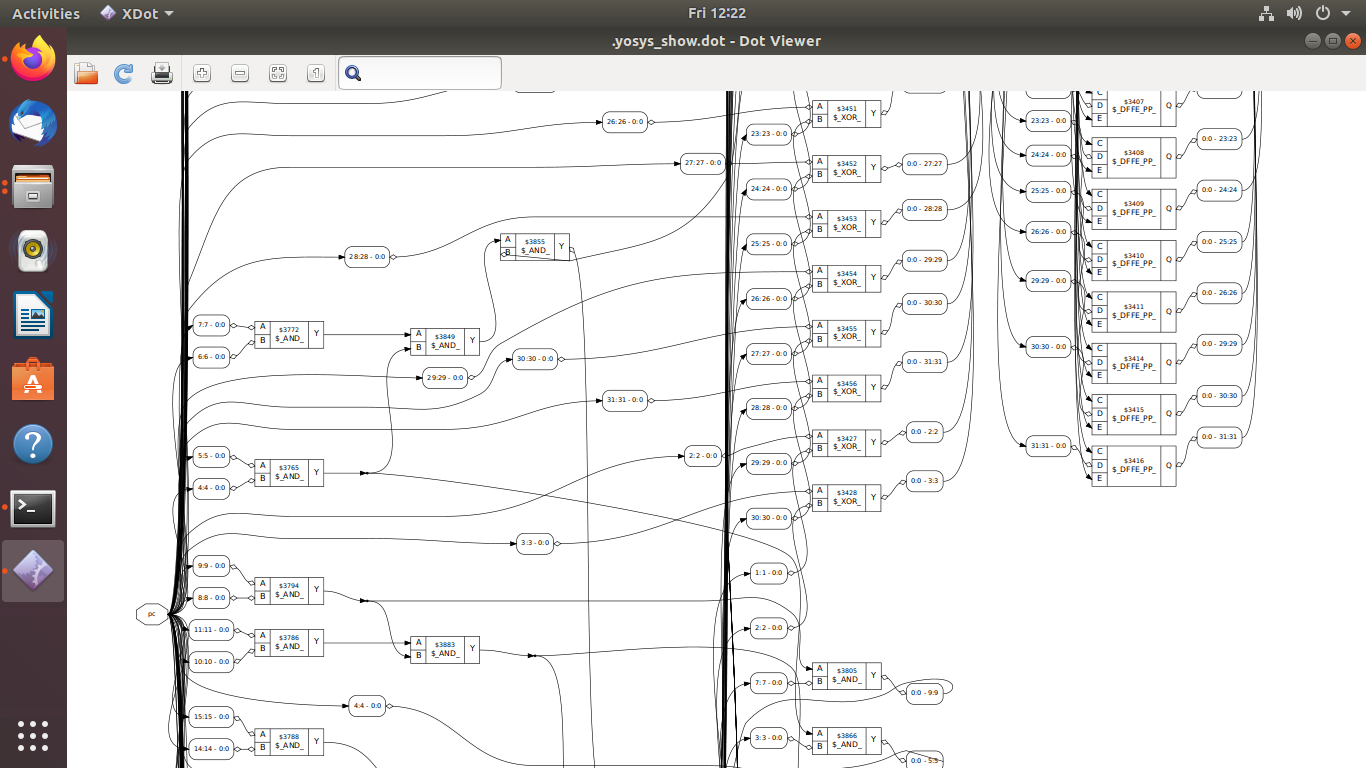 Activities
XDot
Fri 12:22
.yosys_show.dot - Dot Viewer
26:26 - 0:0
27:27 - 0:0
28:28 - 0:0
A
B
$3855
$_AND_
Y
7:7 - 0:0
6:6 - 0:0
A
B
$3772
$_AND_
Y
A
B
$3849
$_AND_
Y
29:29 - 0:0
30:30 - 0:0
31:31 - 0:0
5:5 - 0:0
4:4 - 0:0
A
B
$3765
$_AND_
Y
2:2 - 0:0
3:3 - 0:0
9:9 - 0:0
8:8 - 0:0
A
B
$3794
$_AND_
Y
pc
11:11 - 0:0
10:10 - 0:0
A
B
$3786
$_AND_
Y
A
B
$3883
$_AND_
Y
4:4 - 0:0
15:15 - 0:0
14:14 - 0:0
A
B
$3788
$_AND_
Y
23:23 - 0:0
24:24 - 0:0
25:25 - 0:0
26:26 - 0:0
27:27 - 0:0
28:28 - 0:0
29:29 - 0:0
30:30 - 0:0
1:1 - 0:0
2:2 - 0:0
7:7 - 0:0
3:3 - 0:0
A
B
$3451
$_XOR_
Y
A
B
$3452
$_XOR_
Y
A
B
$3453
$_XOR_
Y
A
B
$3454
$_XOR_
Y
A
B
$3455
$_XOR_
Y
A
B
$3456
$_XOR_
Y
A
B
$3427
$_XOR_
Y
A
B
$3428
$_XOR_
Y
A
B
$3805
$_AND_
Y
A
B
$3866
$_AND_
Y
0:0 - 27:27
0:0 - 28:28
0:0 - 29:29
0:0 - 30:30
0:0 - 31:31
0:0 - 2:2
0:0 - 3:3
0:0 - 9:9
0:0 - 5:5
23:23 - 0:0
24:24 - 0:0
25:25 - 0:0
26:26 - 0:0
29:29 - 0:0
30:30 - 0:0
31:31 - 0:0
C
D
E
$3407
$_DFFE_PP_
Q
C
D
E
$3408
$_DFFE_PP_
Q
C
D
E
$3409
$_DFFE_PP_
Q
C
D
E
$3410
$_DFFE_PP_
Q
C
D
E
$3411
$_DFFE_PP_
Q
C
D
E
$3414
$_DFFE_PP_
Q
C
D
E
$3415
$_DFFE_PP_
Q
C
D
E
$3416
$_DFFE_PP_
Q
0:0 - 23:23
0:0 - 24:24
0:0 - 25:25
0:0 - 26:26
0:0 - 29:29
0:0 - 30:30
0:0 - 31:31